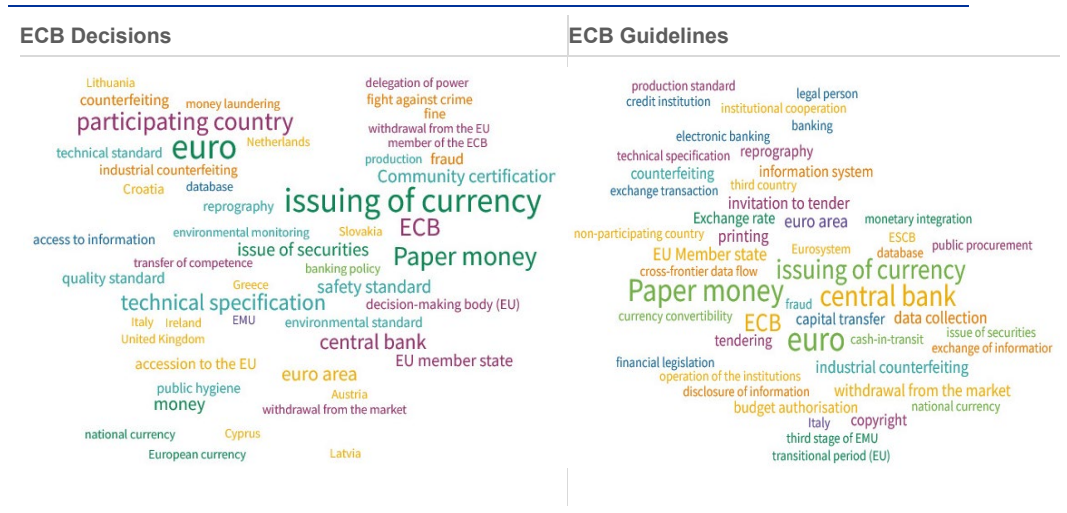 ECB Decisions
Lithuania
counterfeiting
money laundering
participating country
technical standard
euro
Netherlands
industrial counterfeiting
Croatia
database
reprography
delegation of power
fight against crime
fine
withdrawal from the EU
member of the ECB
production
fraud
Community certification
issuing of currency
ECB
access to information
environmental monitoring
Slovakia
issue of securities
Paper money
transfer of competence
banking policy
quality standard
Greece
safety standard
technical specification
decision-making body (EU)
Italy
Ireland
EMU
environmental standard
United Kingdom
central bank
accession to the EU
EU member state
euro area
public hygiene
Austria
money
withdrawal from the market
national currency
Cyprus
European currency
Latvia
ECB Guidelines
production standard
legal person
credit institution
institutional cooperation
banking
electronic banking
technical specification
reprography
counterfeiting
information system
exchange transaction
third country
invitation to tender
Exchange rate
euro area
monetary integration
non-participating country
printing
ESCB
public procurement
EU Member state
Eurosystem
database
cross-frontier data flow
issuing of currency
Paper money
fraud
central bank
currency convertibility
ECB
capital transfer
data collection
tendering
euro
cash-in-transit
issue of securities
exchange of informatior
financial legislation
industrial counterfeiting
operation of the institutions
disclosure of information
withdrawal from the market
budget authorisation
national currency
Italy
copyright
third stage of EMU
transitional period (EU)